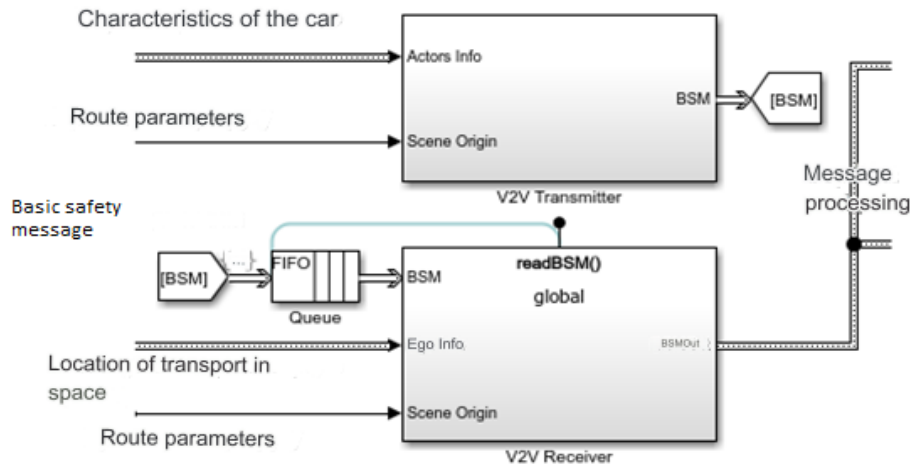 Characteristics of the car
Actors Info
BSM
[BSM]
Route parameters
Scene Origin
V2V Transmitter
Message
processing
Basic safety
message
{...}
[BSM]
FIFO
Queue
BSM
readBSM()
global
Ego Info
BSMOut
Location of transport in
space
Scene Origin
Route parameters
V2V Receiver